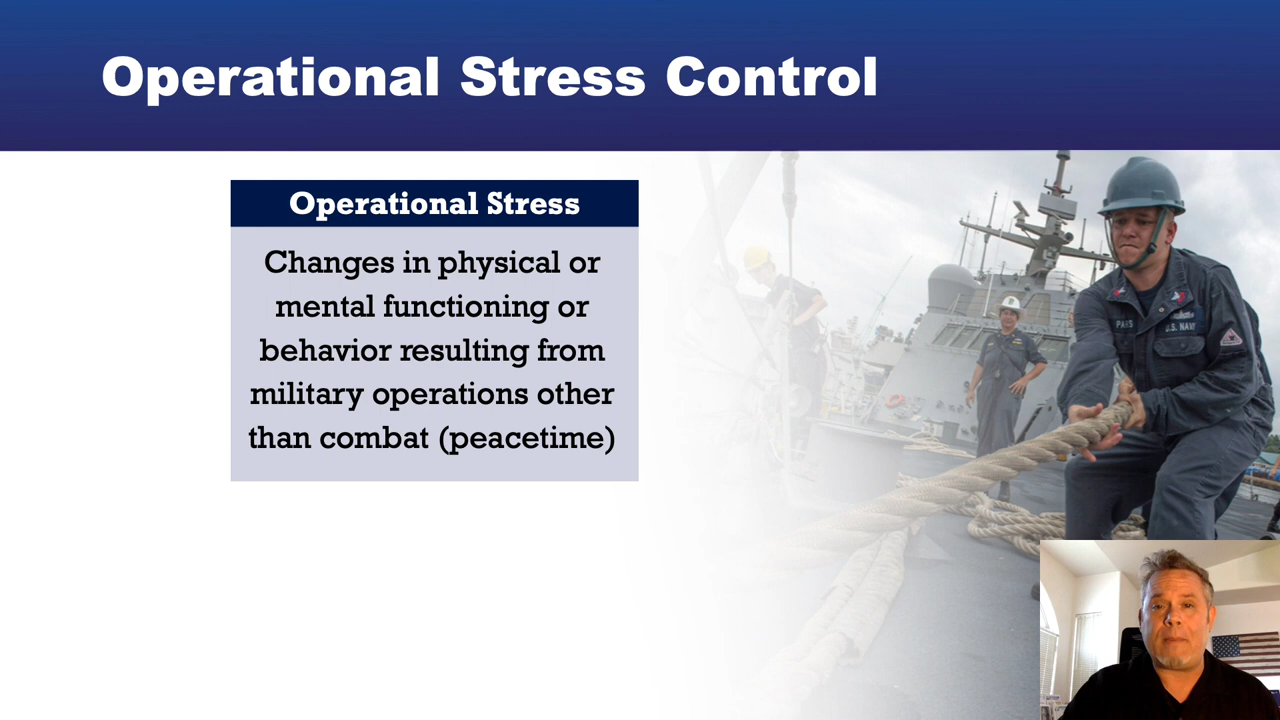 Operational Stress Control
Operational Stress
Changes in physical or
mental functioning or
behavior resulting from
military operations other
than combat (peacetime)
U.S. NAVY